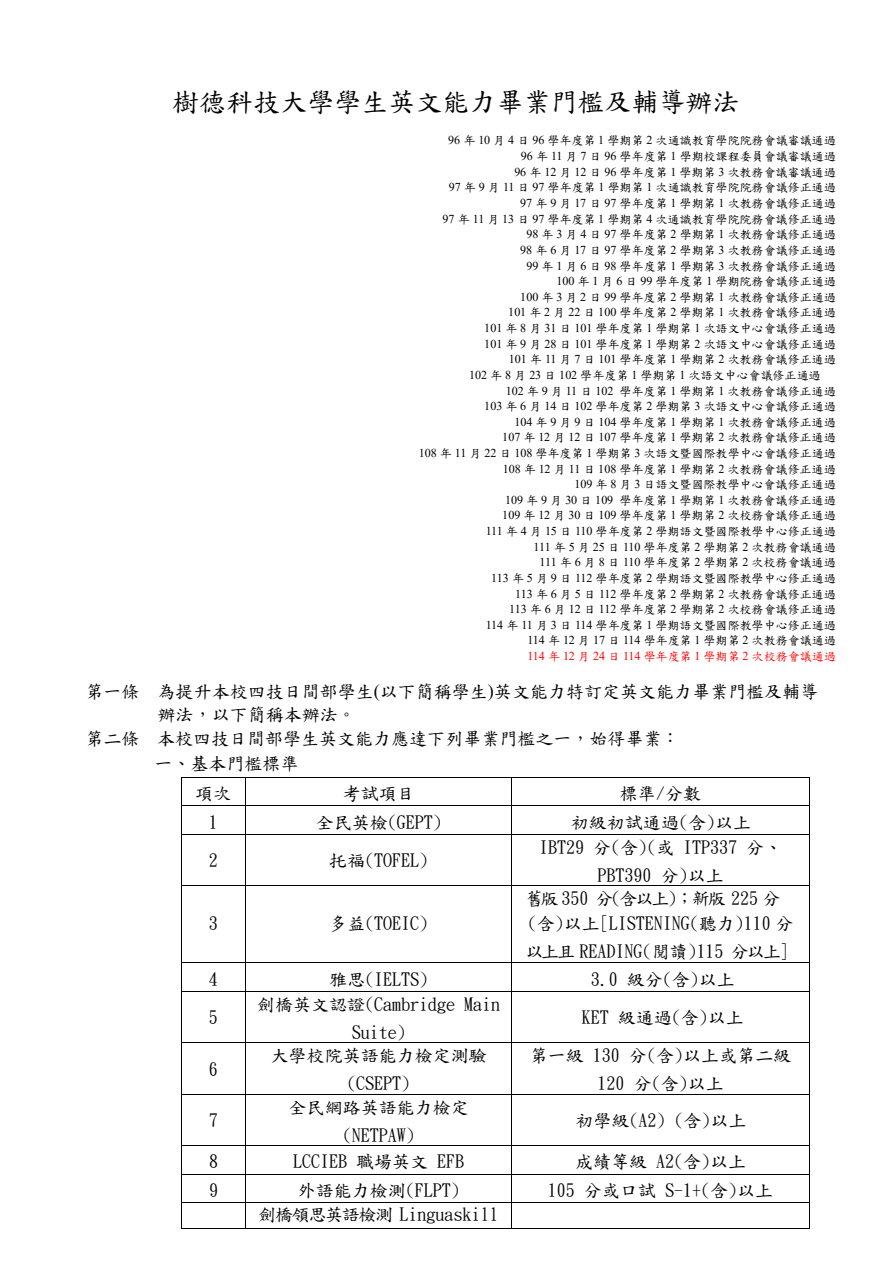 樹德科技大學學生英文能力畢業門檻及輔導辦法
96 年 10 月 4 日 96 學年度第 1 學期第 2 次通識教育學院院務會議審議通過
96 年 11 月 7 日 96 學年度第 1 學期校課程委員會議審議通過
96 年 12 月 12 日 96 學年度第 1 學期第 3 次教務會議審議通過
97 年 9 月 11 日 97 學年度第 1 學期第 1 次通識教育學院院務會議修正通過
97 年 9 月 17 日 97 學年度第 1 學期第 1 次教務會議修正通過
97 年 11 月 13 日 97 學年度第 1 學期第 4 次通識教育學院院務會議修正通過
98 年 3 月 4 日 97 學年度第 2 學期第 1 次教務會議修正通過
98 年 6 月 17 日 97 學年度第 2 學期第 3 次教務會議修正通過
99 年 1 月 6 日 98 學年度第 1 學期第 3 次教務會議修正通過
100 年 1 月 6 日 99 學年度第 1 學期院務會議修正通過
100 年 3 月 2 日 99 學年度第 2 學期第 1 次教務會議修正通過
101 年 2 月 22 日 100 學年度第 2 學期第 1 次教務會議修正通過
101 年 8 月 31 日 101 學年度第 1 學期第 1 次語文中心會議修正通過
101 年 9 月 28 日 101 學年度第 1 學期第 2 次語文中心會議修正通過
101 年 11 月 7 日 101 學年度第 1 學期第 2 次教務會議修正通過
102 年 8 月 23 日 102 學年度第 1 學期第 1 次語文中心會議修正通過
102 年 9 月 11 日 102 學年度第 1 學期第 1 次教務會議修正通過
103 年 6 月 14 日 102 學年度第 2 學期第 3 次語文中心會議修正通過
104 年 9 月 9 日 104 學年度第 1 學期第 1 次教務會議修正通過
107 年 12 月 12 日 107 學年度第 1 學期第 2 次教務會議修正通過
108 年 11 月 22 日 108 學年度第 1 學期第 3 次語文暨國際教學中心會議修正通過
108 年 12 月 11 日 108 學年度第 1 學期第 2 次教務會議修正通過
109 年 8 月 3 日語文暨國際教學中心會議修正通過
109 年 9 月 30 日 109 學年度第 1 學期第 1 次教務會議修正通過
109 年 12 月 30 日 109 學年度第 1 學期第 2 次校務會議修正通過
111 年 4 月 15 日 110 學年度第 2 學期語文暨國際教學中心修正通過
111 年 5 月 25 日 110 學年度第 2 學期第 2 次教務會議通過
111 年 6 月 8 日 110 學年度第 2 學期第 2 次校務會議通過
113 年 5 月 9 日 112 學年度第 2 學期語文暨國際教學中心修正通過
113 年 6 月 5 日 112 學年度第 2 學期第 2 次教務會議修正通過
113 年 6 月 12 日 112 學年度第 2 學期第 2 次校務會議修正通過
114 年 11 月 3 日 114 學年度第 1 學期語文暨國際教學中心修正通過
114 年 12 月 17 日 114 學年度第 1 學期第 2 次教務會議通過
114 年 12 月 24 日 114 學年度第 1 學期第 2 次校務會議通過
第一條 為提升本校四技日間部學生(以下簡稱學生)英文能力特訂定英文能力畢業門檻及輔導
辦法，以下簡稱本辦法。
第二條 本校四技日間部學生英文能力應達下列畢業門檻之一，始得畢業：
一、基本門檻標準
項次 考試項目 標準/分數
1 全民英檢(GEPT) 初級初試通過(含)以上
2 托福(TOFEL) IBT29 分(含)(或 ITP337 分、
PBT390 分)以上
3 多益(TOEIC) 舊版 350 分(含以上)；新版 225 分
(含)以上[LISTENING(聽力)110 分
以上且 READING(閱讀)115 分以上]
4 雅思(IELTS) 3.0 級分(含)以上
5 劍橋英文認證(Cambridge Main
Suite) KET 級通過(含)以上
6 大學校院英語能力檢定測驗
(CSEPT) 第一級 130 分(含)以上或第二級
120 分(含)以上
7 全民網路英語能力檢定
(NETPAW) 初學級(A2) (含)以上
8 LCCIEB 職場英文 EFB 成績等級 A2(含)以上
9 外語能力檢測(FLPT) 105 分或口試 S-1+(含)以上
劍橋領思英語檢測 Linguaskill